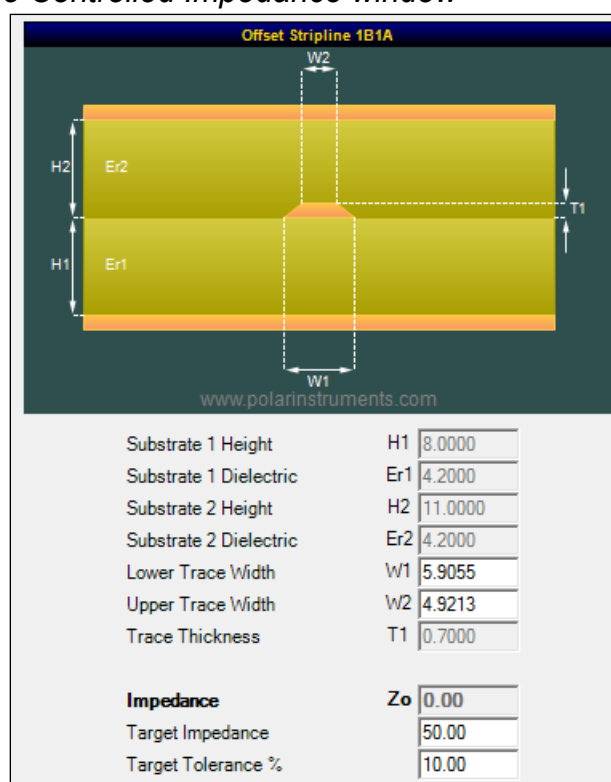 Controlled Impedance window
Offset Stripline 1B1A
W2
H2 Er2
T1
H1 Er1
W1
www.polarinstruments.com
Substrate 1 Height H1 8.0000
Substrate 1 Dielectric Er1 4.2000
Substrate 2 Height H2 11.0000
Substrate 2 Dielectric Er2 4.2000
Lower Trace Width W1 5.9055
Upper Trace Width W2 4.9213
Trace Thickness T1 0.7000
Impedance Zo 0.00
Target Impedance 50.00
Target Tolerance % 10.00